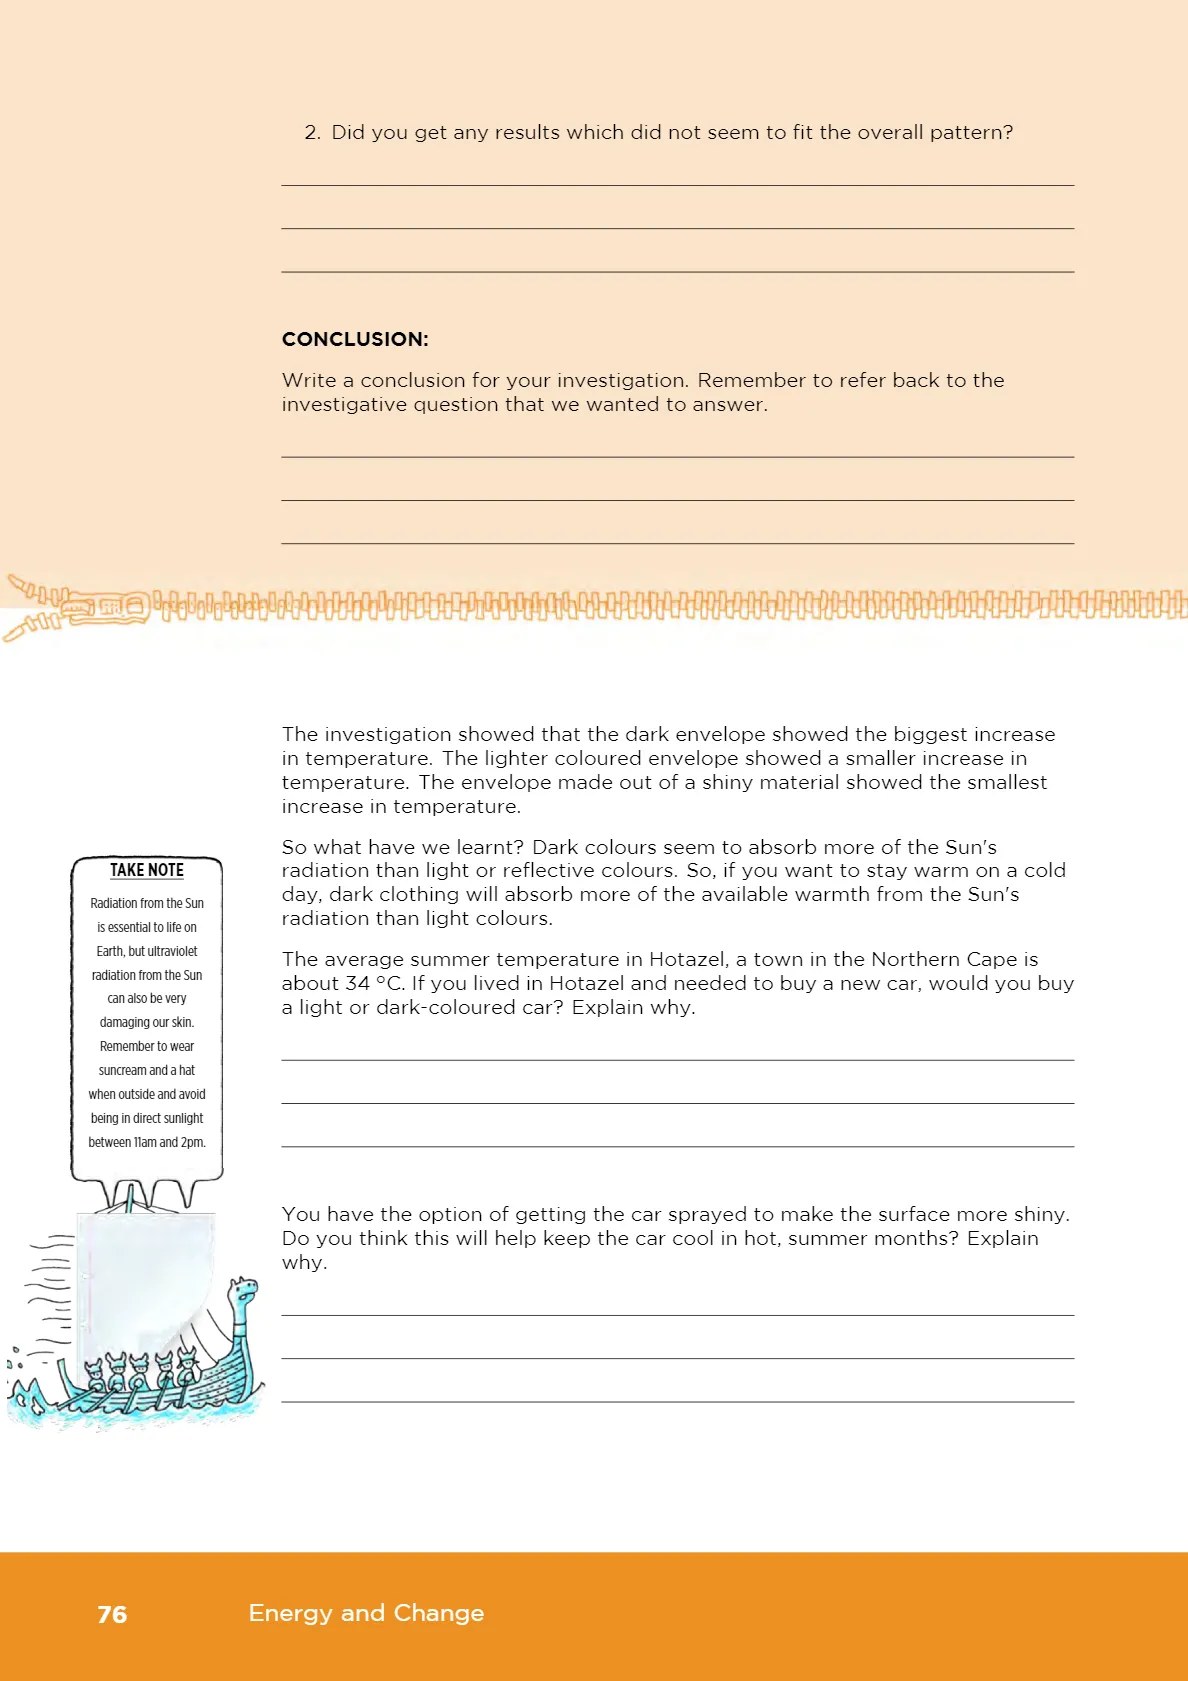 2. Did you get any results which did not seem to fit the overall pattern?
CONCLUSION:
Write a conclusion for your investigation. Remember to refer back to the
investigative question that we wanted to answer.
The investigation showed that the dark envelope showed the biggest increase
in temperature. The lighter coloured envelope showed a smaller increase in
temperature. The envelope made out of a shiny material showed the smallest
increase in temperature.
So what have we learnt? Dark colours seem to absorb more of the Sun's
radiation than light or reflective colours. So, if you want to stay warm on a cold
day, dark clothing will absorb more of the available warmth from the Sun's
radiation than light colours.
The average summer temperature in Hotazel, a town in the Northern Cape is
about 34 °C. If you lived in Hotazel and needed to buy a new car, would you buy
a light or dark-coloured car? Explain why.
You have the option of getting the car sprayed to make the surface more shiny.
Do you think this will help keep the car cool in hot, summer months? Explain
why.
TAKE NOTE
Radiation from the Sun
is essential to life on
Earth, but ultraviolet
radiation from the Sun
can also be very
damaging our skin.
Remember to wear
suncream and a hat
when outside and avoid
being in direct sunlight
between 11am and 2pm.
76
Energy and Change